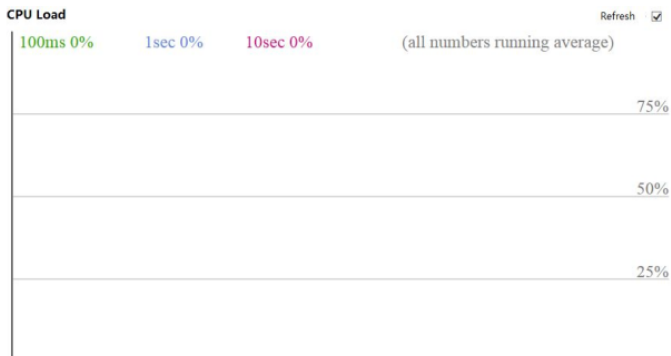 CPU Load Refresh
100ms 0% 1sec 0% 10sec 0% (all numbers running average)
75%
50%
25%